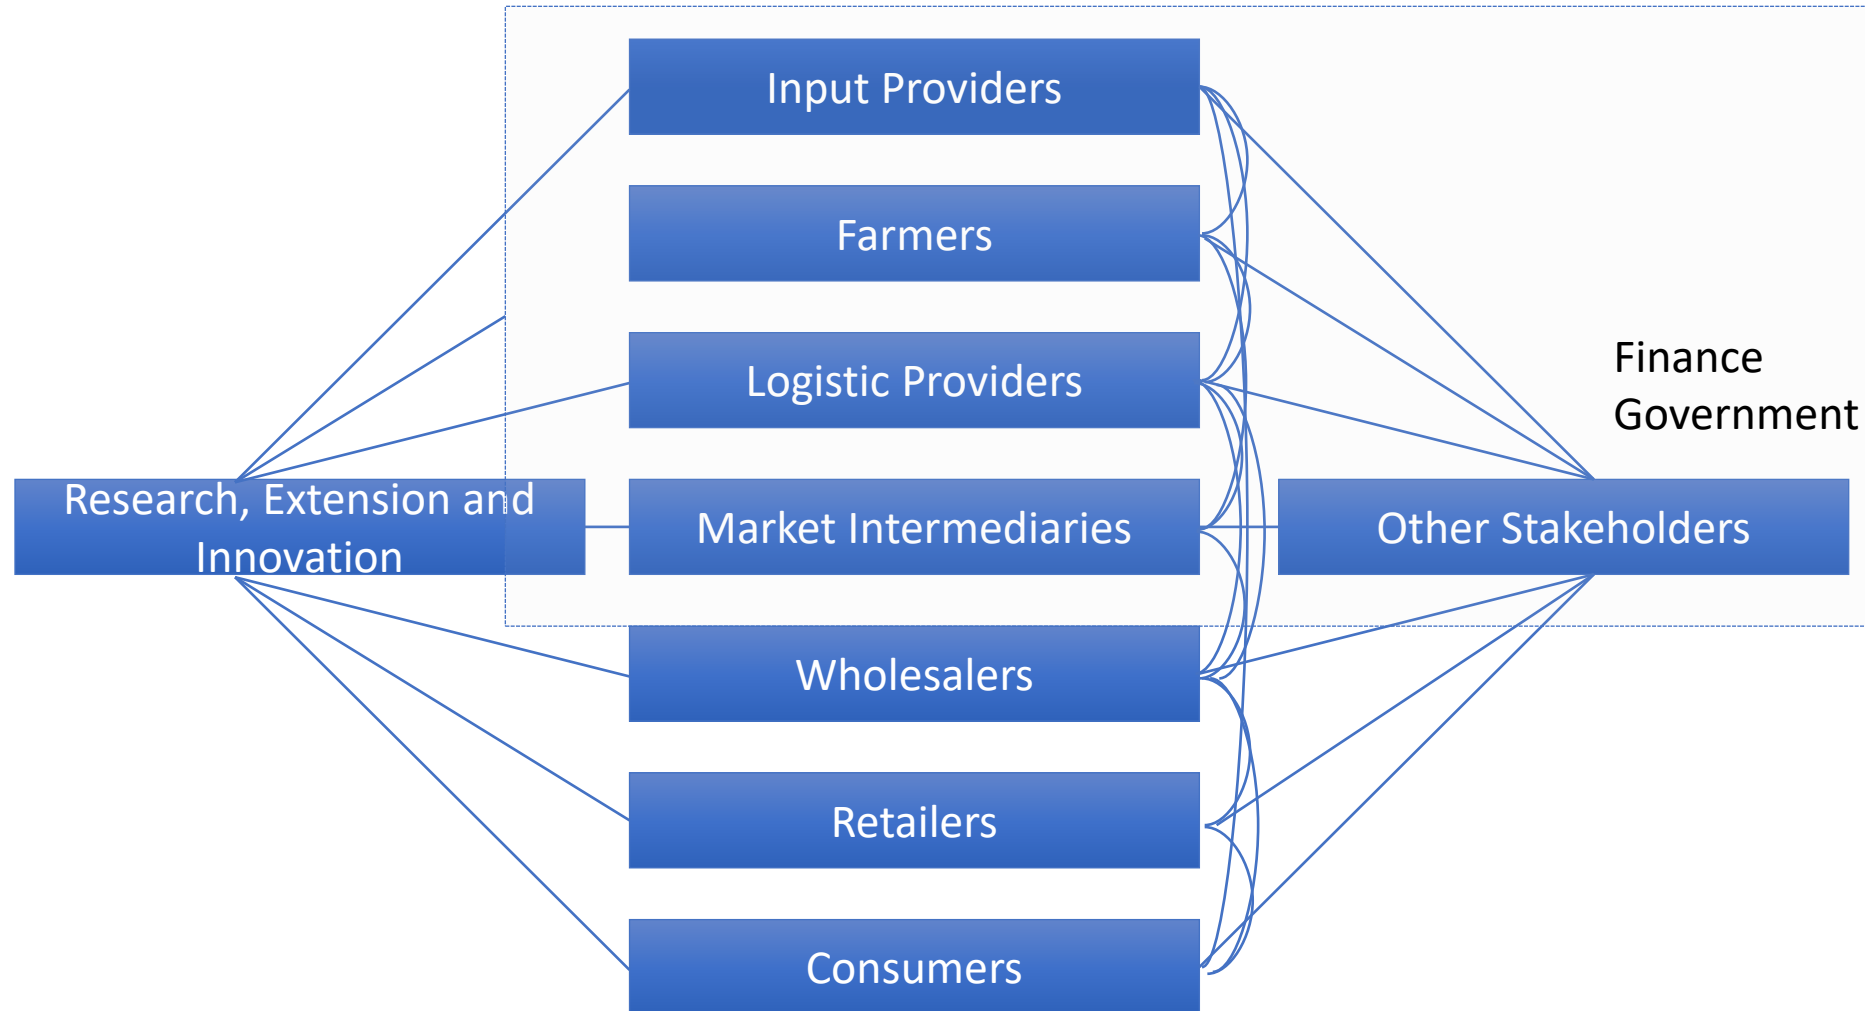 Input Providers
Farmers
Logistic Providers
Finance
Government
Research, Extension and
Innovation
Market Intermediaries
Other Stakeholders
Wholesalers
Retailers
Consumers